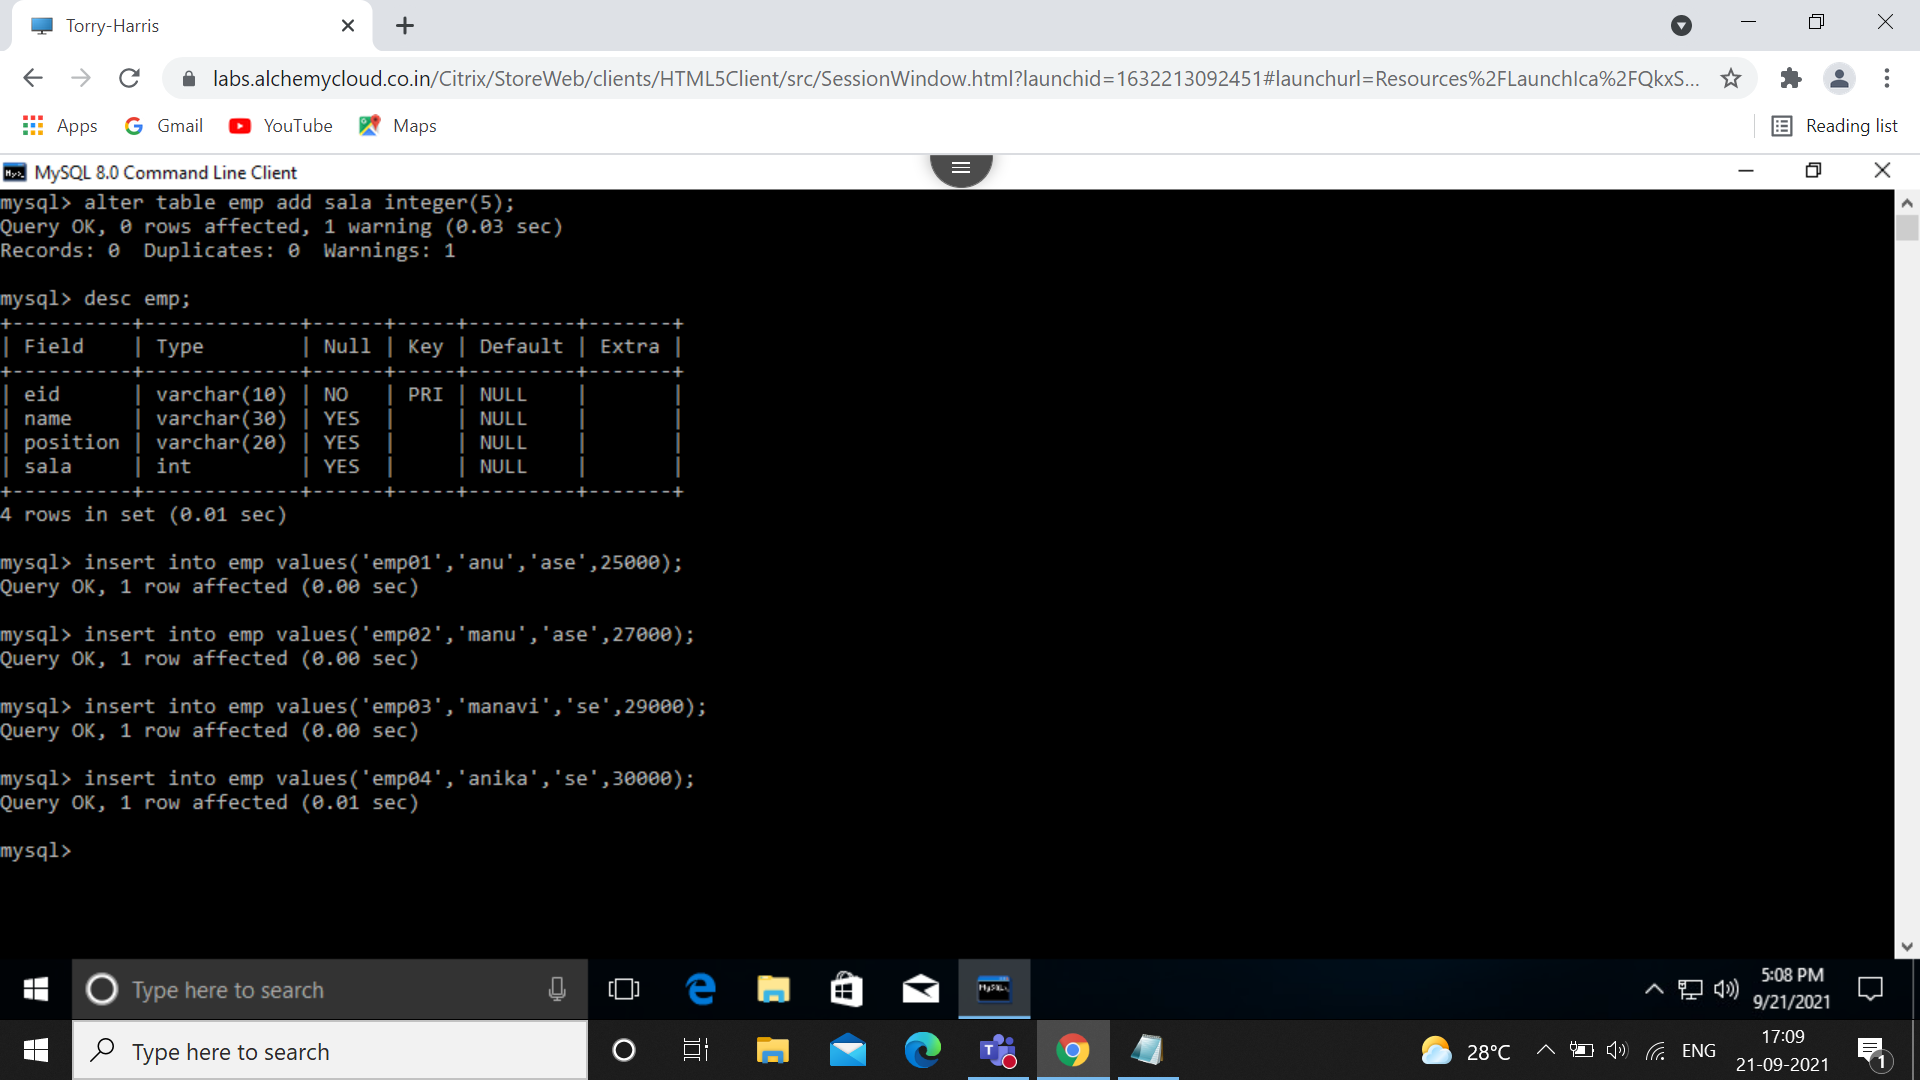 Torry-Harris
labs.alchemycloud.co.in/Citrix/StoreWeb/clients/HTML5Client/src/SessionWindow.html?launchid=1632213092451#launchurl=Resources%2FLaunchIca%2FQkxS...
Apps Gmail YouTube Maps Reading list
MySQL 8.0 Command Line Client
mysql> alter table emp add sala integer(5);
Query OK, 0 rows affected, 1 warning (0.03 sec)
Records: 0  Duplicates: 0  Warnings: 1
mysql> desc emp;
+----------+-------------+------+-----+---------+-------+
| Field    | Type        | Null | Key | Default | Extra |
+----------+-------------+------+-----+---------+-------+
| eid      | varchar(10) | NO   | PRI | NULL    |       |
| name     | varchar(30) | YES  |     | NULL    |       |
| position | varchar(20) | YES  |     | NULL    |       |
| sala     | int         | YES  |     | NULL    |       |
+----------+-------------+------+-----+---------+-------+
4 rows in set (0.01 sec)
mysql> insert into emp values('emp01','anu','ase',25000);
Query OK, 1 row affected (0.00 sec)
mysql> insert into emp values('emp02','manu','ase',27000);
Query OK, 1 row affected (0.00 sec)
mysql> insert into emp values('emp03','manavi','se',29000);
Query OK, 1 row affected (0.00 sec)
mysql> insert into emp values('emp04','anika','se',30000);
Query OK, 1 row affected (0.01 sec)
mysql>
Type here to search
5:08 PM
9/21/2021
Type here to search
28°C ENG
17:09
21-09-2021
1